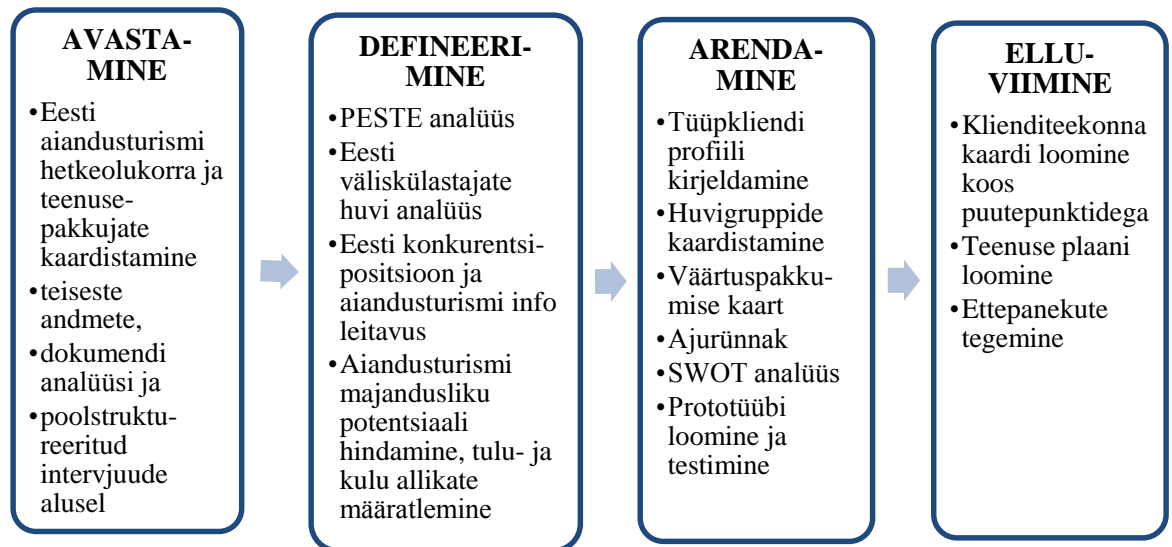 AVASTA-
MINE
•Eesti
aiandusturismi
hetkeolukorra ja
teenuse-
pakkujate
kaardistamine
•teiseste
andmete,
•dokumendi
analüüsi ja
•poolstruktu-
reeritud
intervjuude
alusel
DEFINEERI-
MINE
•PESTE analüüs
•Eesti
väliskülastajate
huvi analüüs
•Eesti konkurentsi-
positsioon ja
aiandusturismi info
leitavus
•Aiandusturismi
majandusliku
potentsiaali
hindamine, tulu- ja
kulu allikate
määratlemine
ARENDA-
MINE
•Tüüpkliendi
profiili
kirjeldamine
•Huvigruppide
kaardistamine
•Väärtuspakku-
mise kaart
•Ajurünnak
•SWOT analüüs
•Prototüübi
loomine ja
testimine
ELLU-
VIIMINE
•Klienditeekonna
kaardi loomine
koos
puutepunktidega
•Teenuse plaani
loomine
•Ettepanekute
tegemine